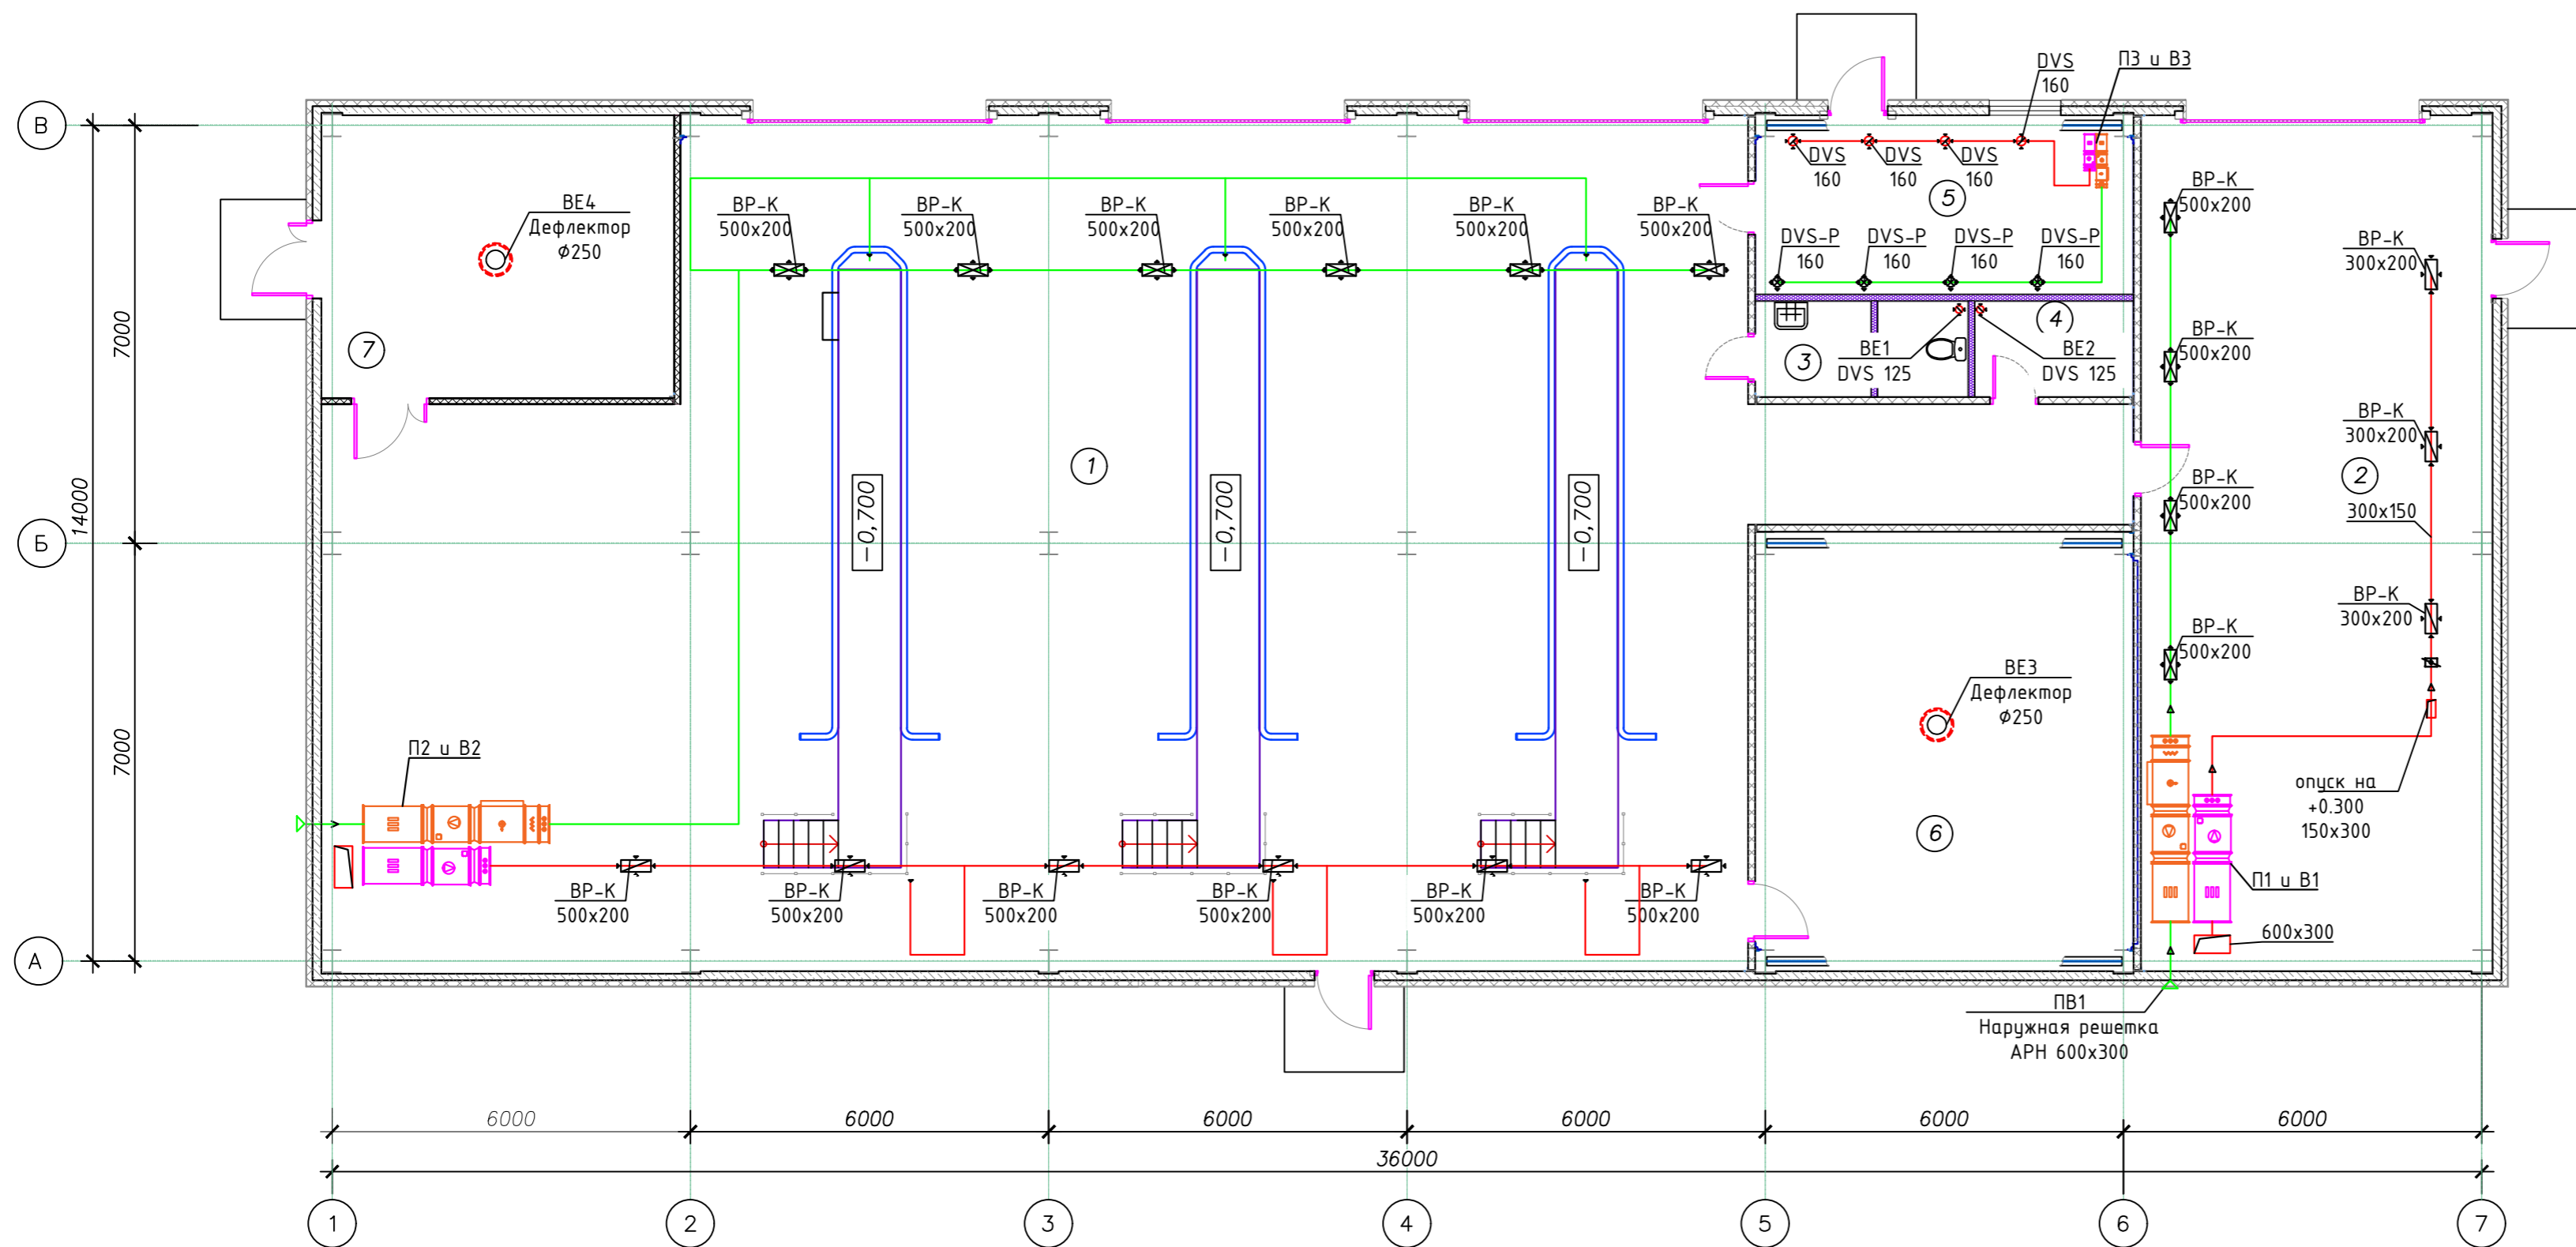 DVS
160
П3 и В3
В
ВЕ4
Дефлектор
Ø250
ВР-К
500х200
ВР-К
500х200
ВР-К
500х200
ВР-К
500х200
ВР-К
500х200
ВР-К
500х200
DVS
160
DVS
160
DVS
160
5
DVS-P
160
DVS-P
160
DVS-P
160
DVS-P
160
ВР-К
500х200
ВР-К
300х200
7000
7
3
ВЕ1
DVS 125
4
ВЕ2
DVS 125
ВР-К
500х200
ВР-К
300х200
1
2
14000
-0,700
-0,700
-0,700
ВР-К
500х200
300х150
Б
ВР-К
300х200
ВР-К
500х200
ВЕ3
Дефлектор
Ø250
7000
П2 и В2
опуск на
+0.300
150х300
6
ВР-К
500х200
ВР-К
500х200
ВР-К
500х200
ВР-К
500х200
ВР-К
500х200
ВР-К
500х200
П1 и В1
600х300
А
ПВ1
Наружная решетка
АРН 600х300
6000
6000
6000
6000
6000
6000
36000
1
2
3
4
5
6
7